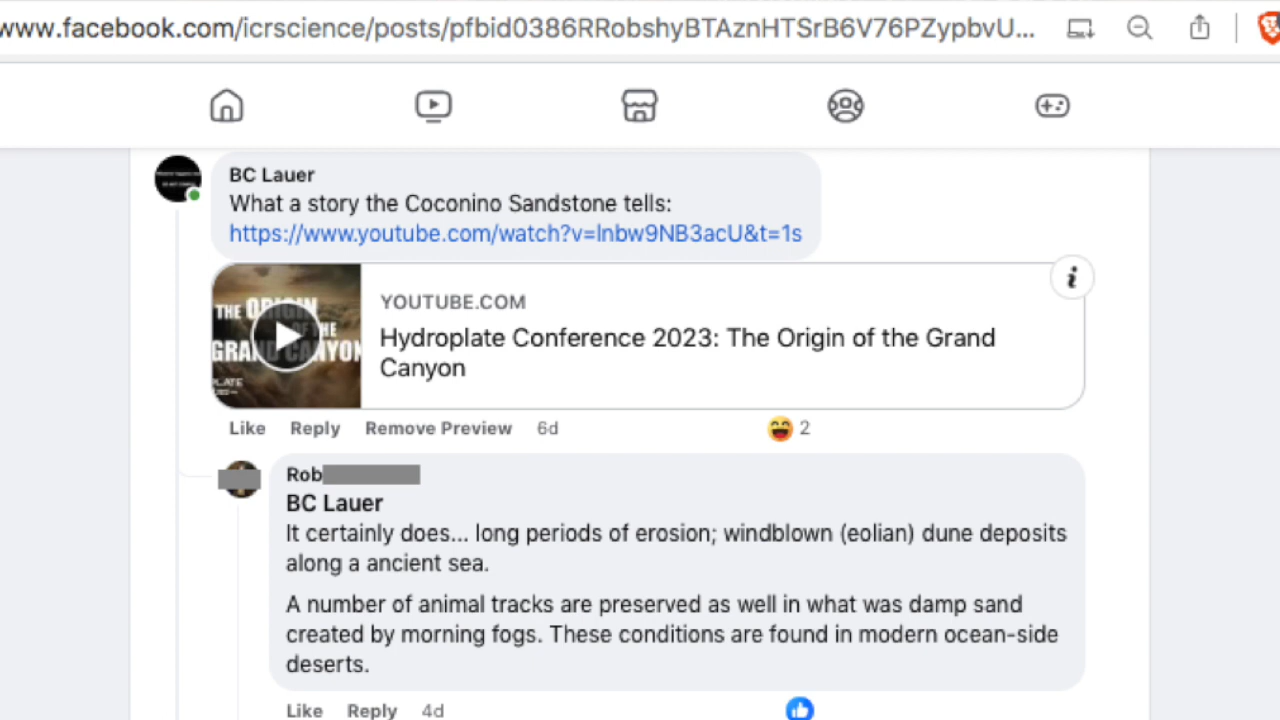 www.facebook.com/icrscience/posts/pfbid0386RRobshyBTAznHTSrB6V76PZypbvU...
BC Lauer
What a story the Coconino Sandstone tells:
https://www.youtube.com/watch?v=lnbw9NB3acU&t=1s
THE ORIGIN
OF THE
GRAND CANYON
YOUTUBE.COM
Hydroplate Conference 2023: The Origin of the Grand
Canyon
Like Reply Remove Preview 6d 2
Rob
BC Lauer
It certainly does... long periods of erosion; windblown (eolian) dune deposits
along a ancient sea.
A number of animal tracks are preserved as well in what was damp sand
created by morning fogs. These conditions are found in modern ocean-side
deserts.
Like Reply 4d